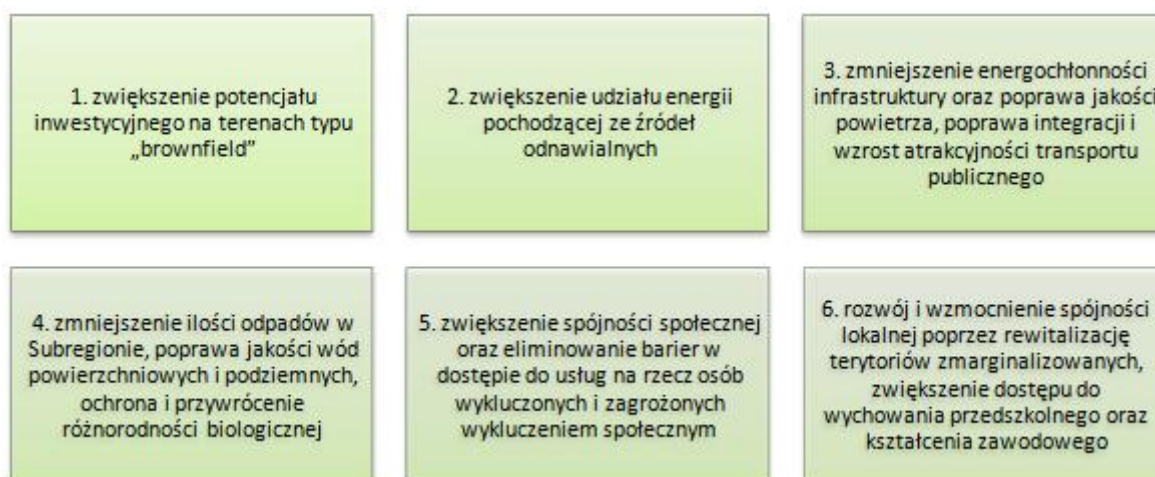 1. zwiększenie potencjału
inwestycyjnego na terenach typu
„brownfield”
2. zwiększenie udziału energii
pochodzącej ze źródeł
odnawialnych
3. zmniejszenie energochłonności
infrastruktury oraz poprawa jakości
powietrza, poprawa integracji i
wzrost atrakcyjności transportu
publicznego
4. zmniejszenie ilości odpadów w
Subregionie, poprawa jakości wód
powierzchniowych i podziemnych,
ochrona i przywrócenie
różnorodności biologicznej
5. zwiększenie spójności społecznej
oraz eliminowanie barier w
dostępie do usług na rzecz osób
wykluczonych i zagrożonych
wykluczeniem społecznym
6. rozwój i wzmocnienie spójności
lokalnej poprzez rewitalizację
terytoriów zmarginalizowanych,
zwiększenie dostępu do
wychowania przedszkolnego oraz
kształcenia zawodowego